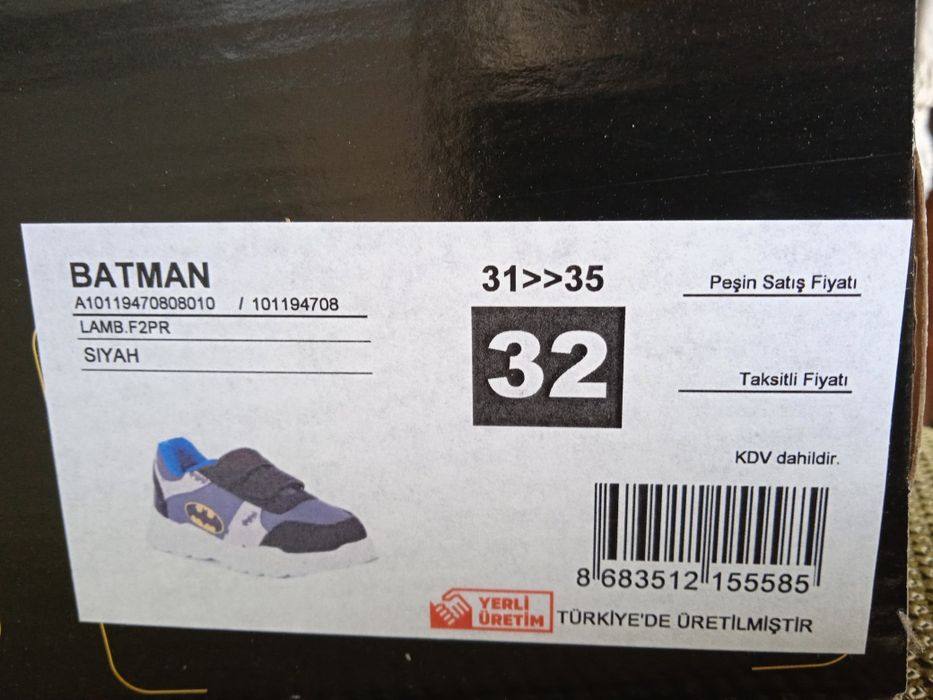 BATMAN
A10119470808010 / 101194708
LAMB.F2PR
SIYAH
31>>35
32
Peşin Satış Fiyatı
Taksitli Fiyatı
KDV dahildir.
8 683512 155585
YERLİ
ÜRETİM
TÜRKİYE'DE ÜRETİLMİŞTİR